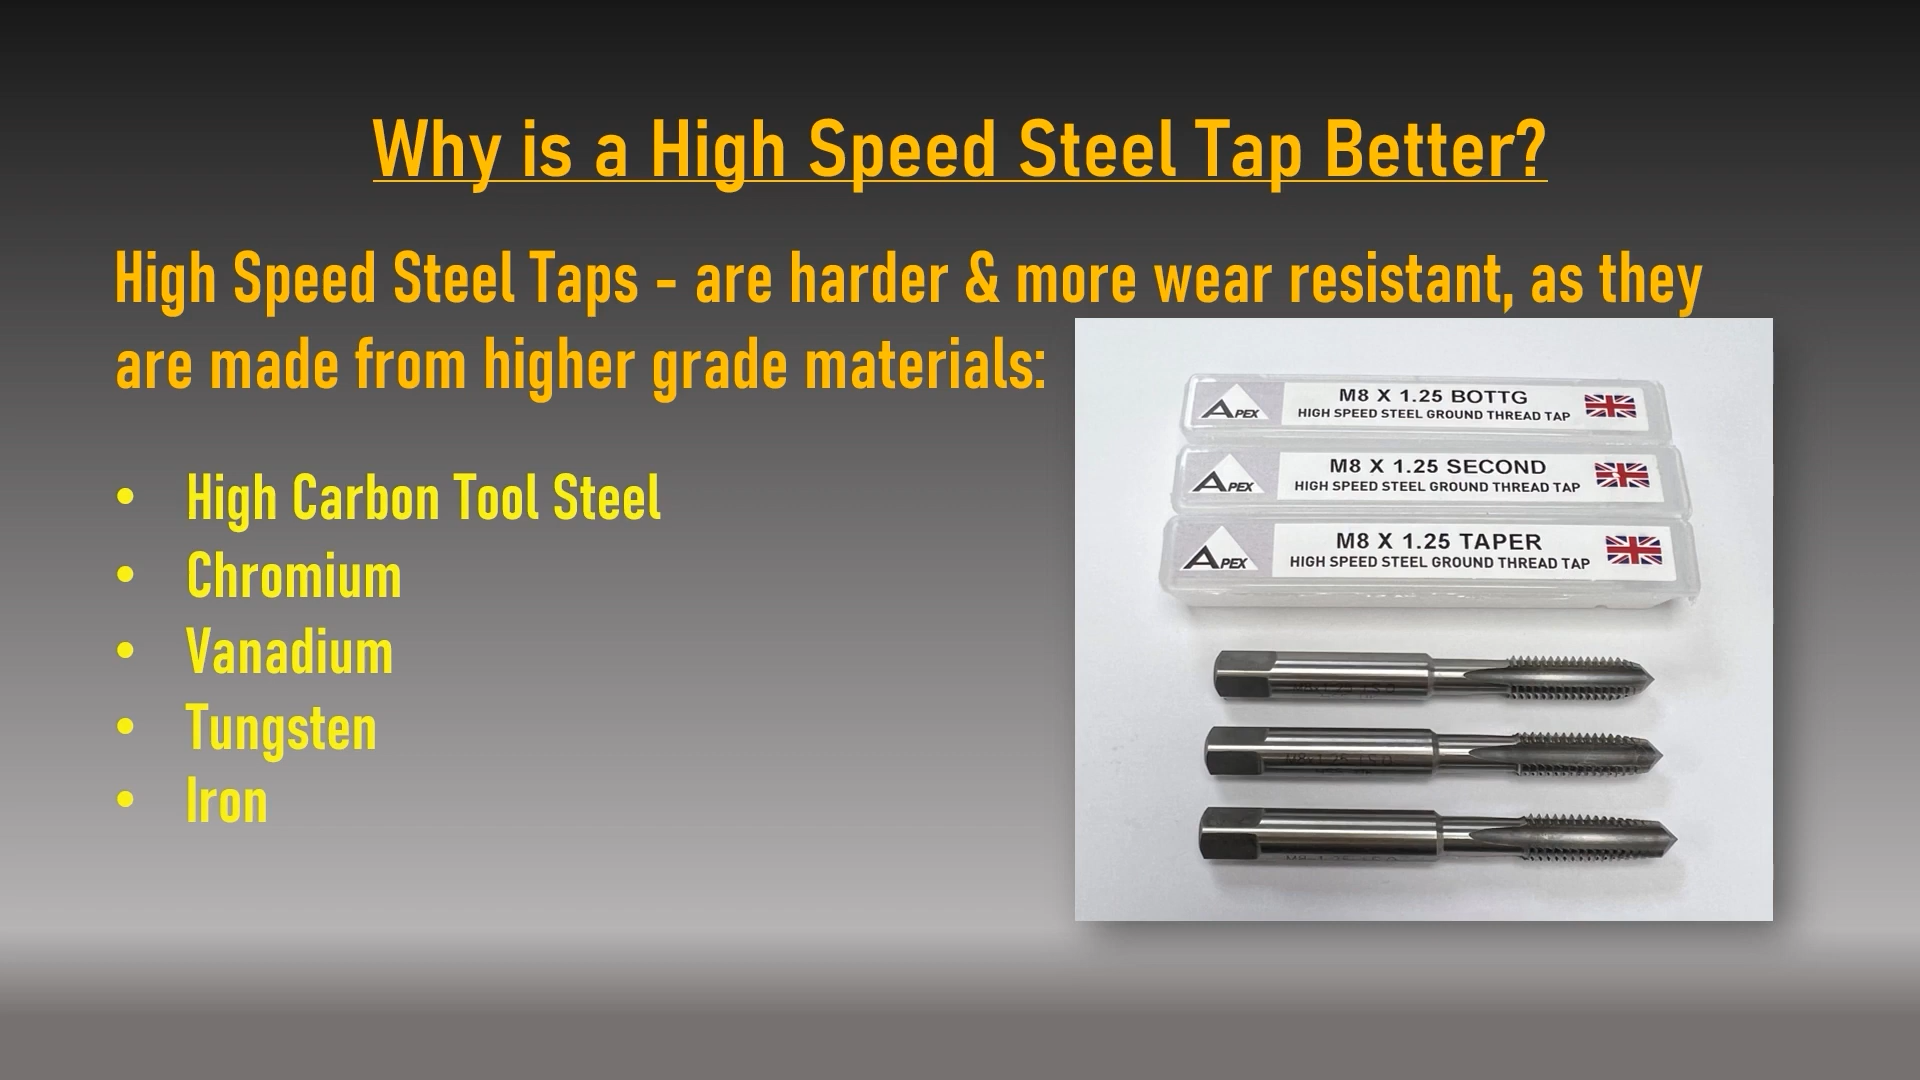 Why is a High Speed Steel Tap Better?
High Speed Steel Taps - are harder & more wear resistant, as they
are made from higher grade materials:
• High Carbon Tool Steel
• Chromium
• Vanadium
• Tungsten
• Iron
APEX
M8 X 1.25 BOTTG
HIGH SPEED STEEL GROUND THREAD TAP
APEX
M8 X 1.25 SECOND
HIGH SPEED STEEL GROUND THREAD TAP
APEX
M8 X 1.25 TAPER
HIGH SPEED STEEL GROUND THREAD TAP